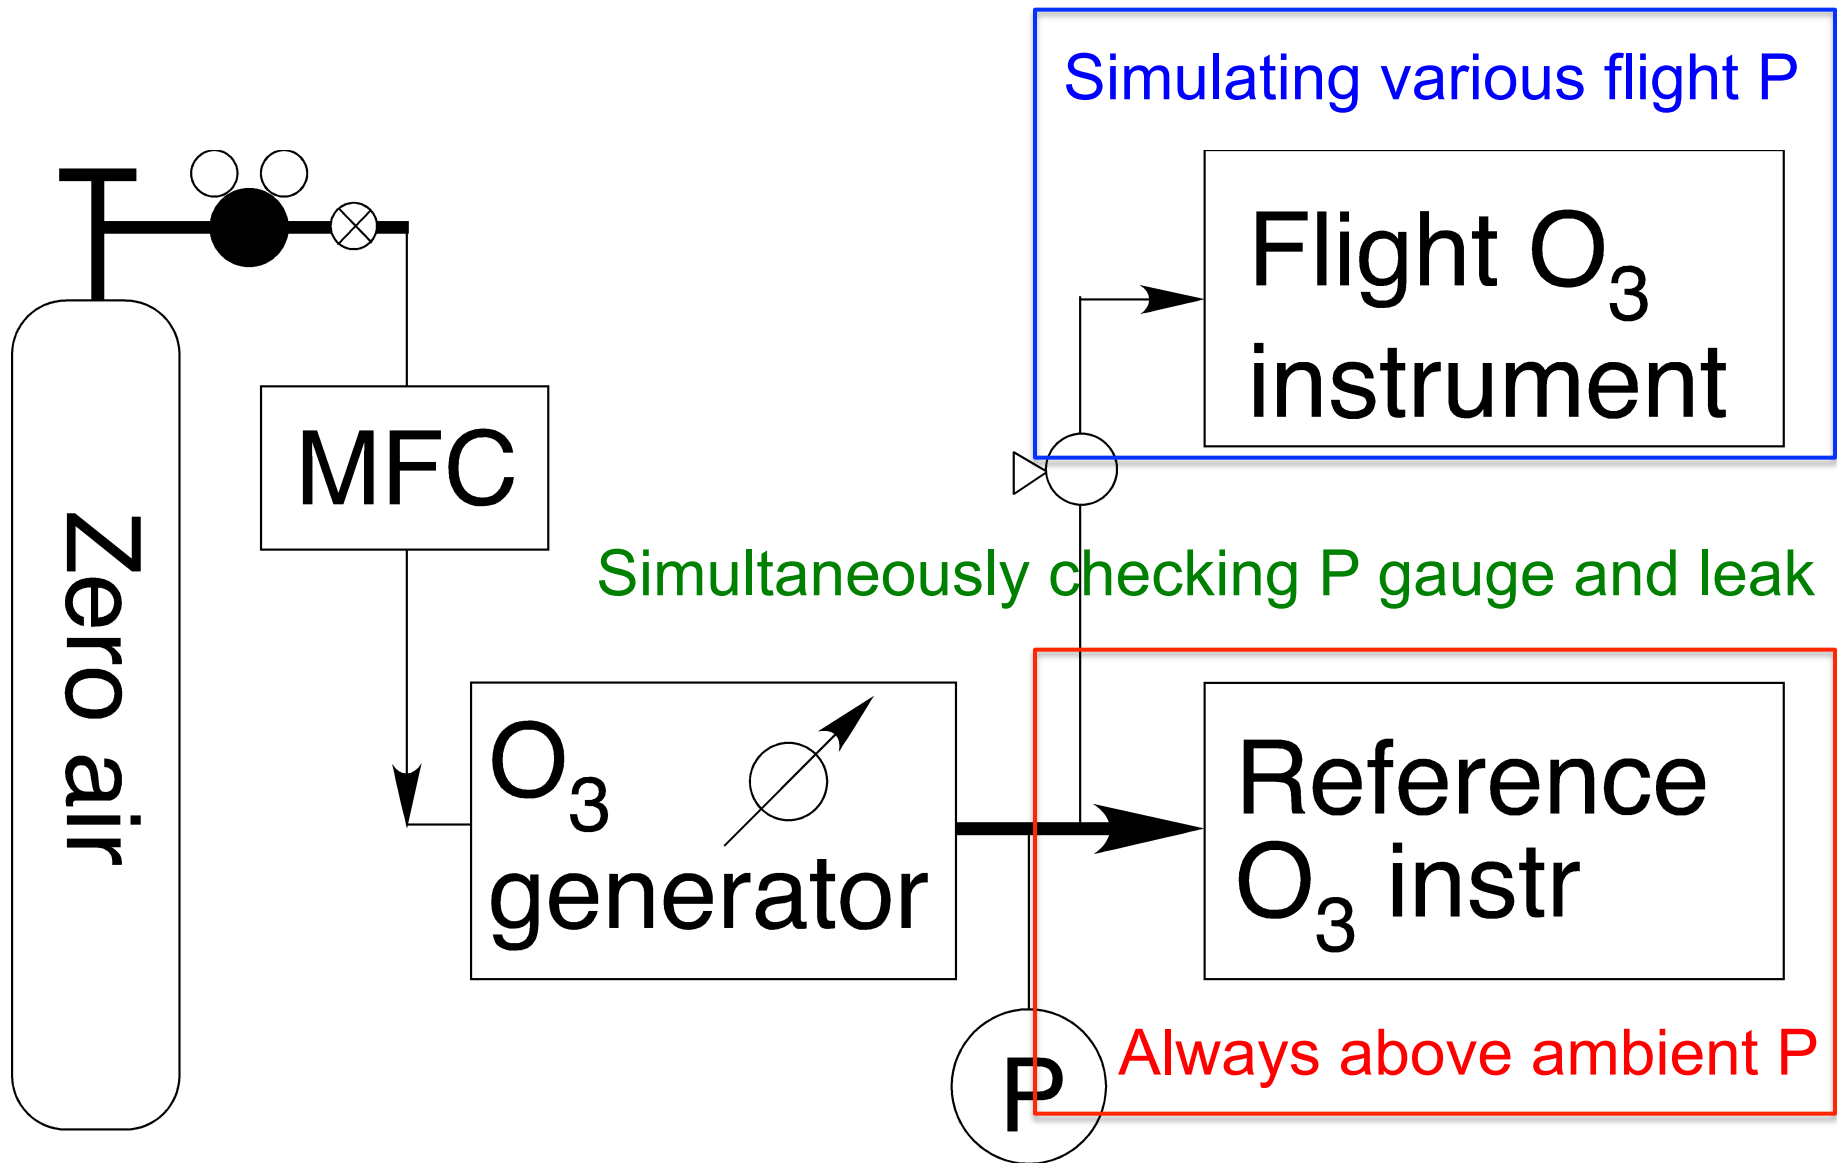 Simulating various flight P
Flight O₃
instrument
MFC
Zero air
Simultaneously checking P gauge and leak
O₃
generator
Reference
O₃ instr
Always above ambient P
P